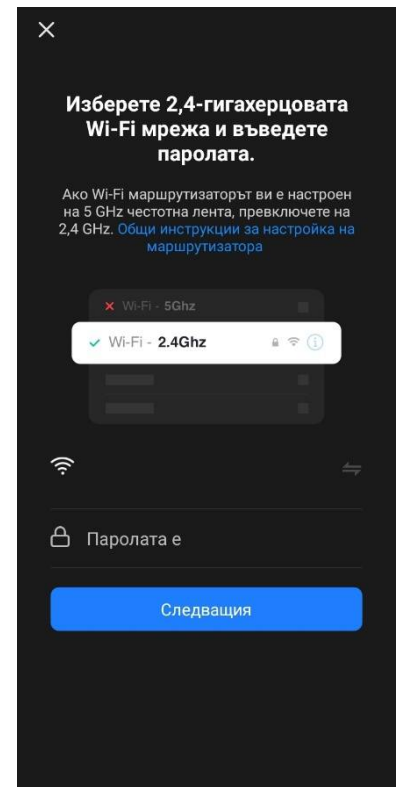 Изберете 2,4-гигахерцовата
Wi-Fi мрежа и въведете
паролата.
Ако Wi-Fi маршрутизаторът ви е настроен
на 5 GHz честотна лента, превключете на
2,4 GHz. Общи инструкции за настройка на
маршрутизатора
Wi-Fi - 5Ghz
Wi-Fi - 2.4Ghz
Паролата е
Следващия